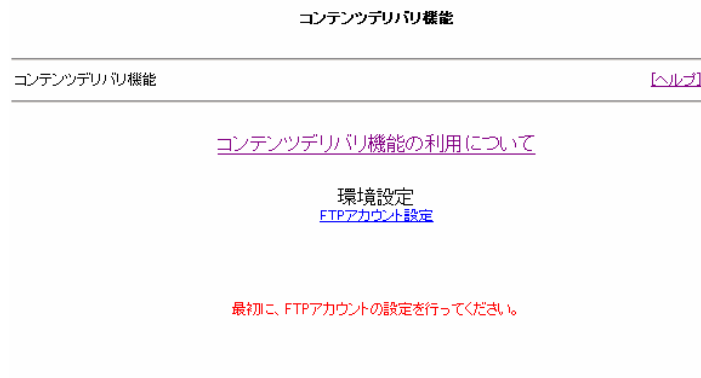 コンテンツデリバリ機能
コンテンツデリバリ機能 [ヘルプ]
コンテンツデリバリ機能の利用について
環境設定
FTPアカウント設定
最初に、FTPアカウントの設定を行ってください。